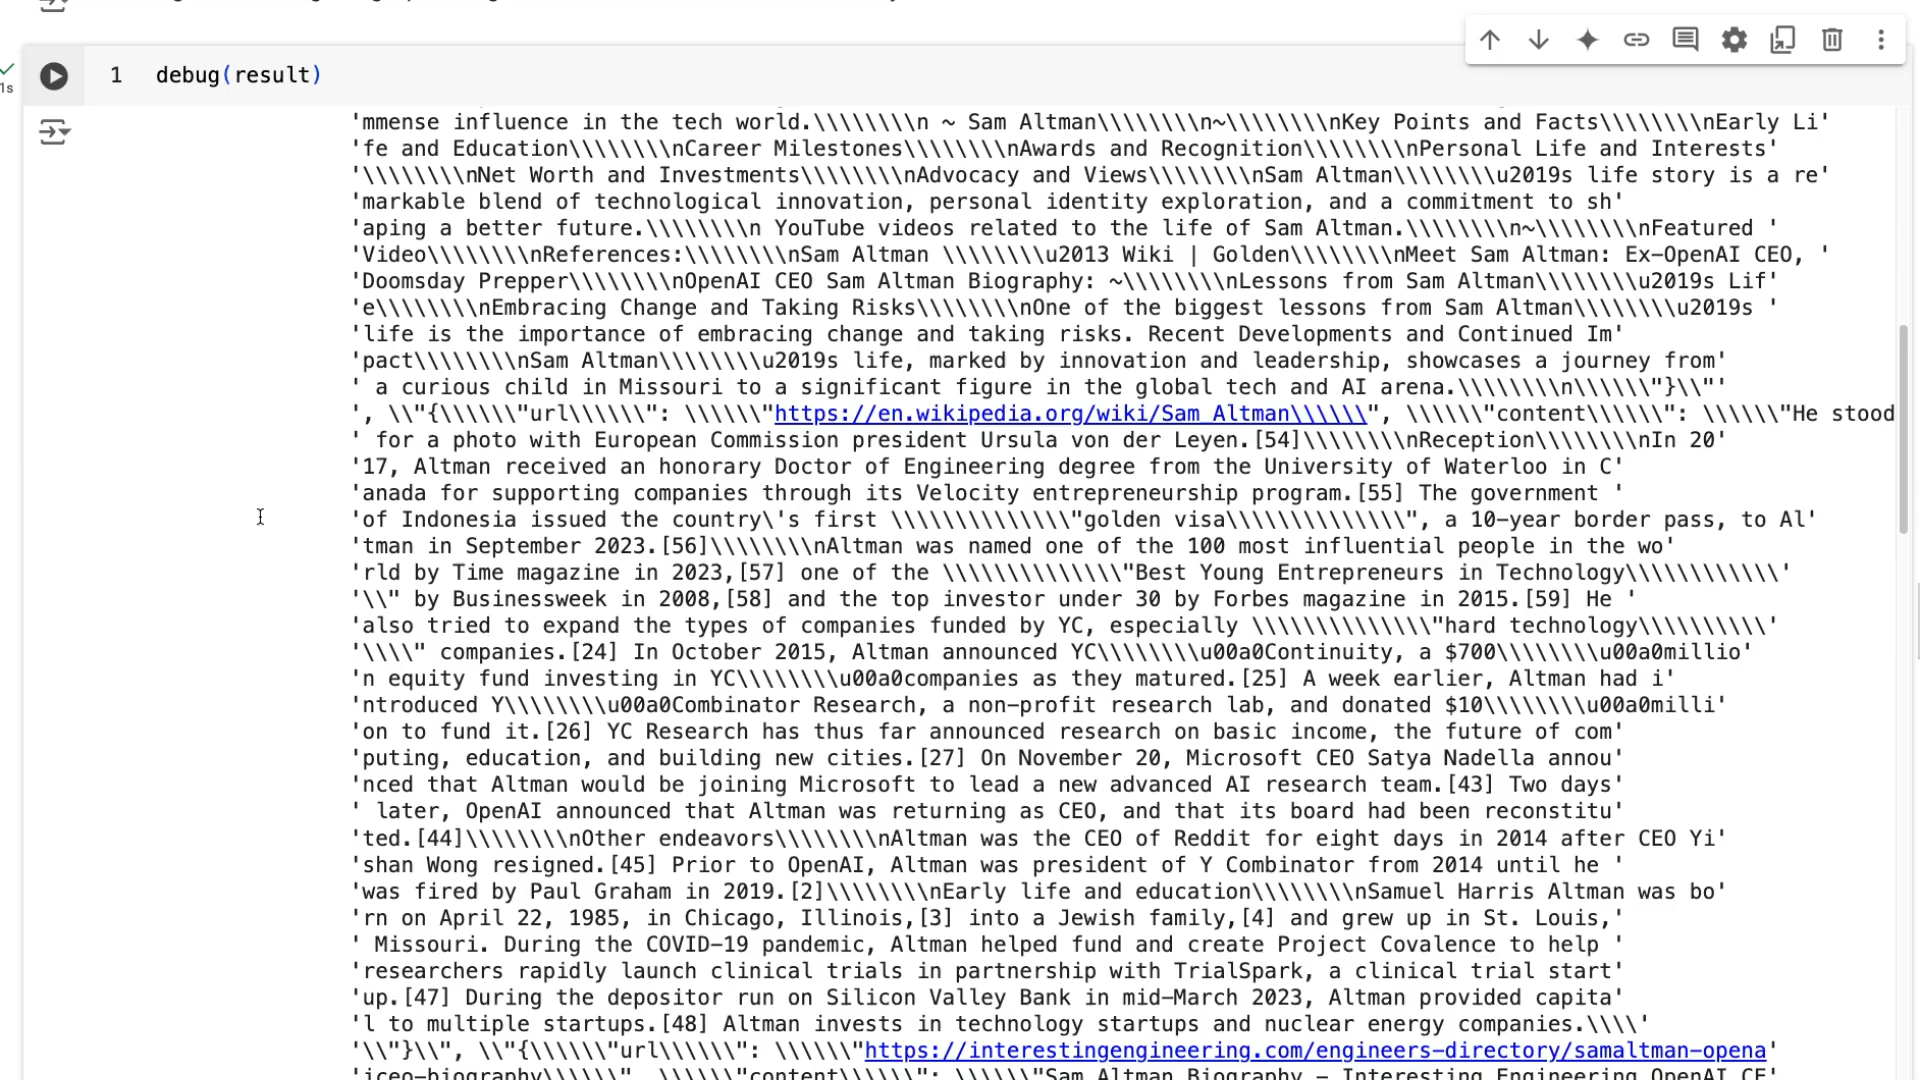 1s
1 debug(result)
'mmense influence in the tech world.\\\\\\\\n ~ Sam Altman\\\\\\\\n~\\\\\\\\nKey Points and Facts\\\\\\\\nEarly Li'
'fe and Education\\\\\\\\nCareer Milestones\\\\\\\\nAwards and Recognition\\\\\\\\nPersonal Life and Interests'
'\\\\\\\\nNet Worth and Investments\\\\\\\\nAdvocacy and Views\\\\\\\\nSam Altman\\\\\\\\u2019s life story is a re'
'markable blend of technological innovation, personal identity exploration, and a commitment to sh'
'aping a better future.\\\\\\\\n YouTube videos related to the life of Sam Altman.\\\\\\\\n~\\\\\\\\nFeatured '
'Video\\\\\\\\nReferences:\\\\\\\\nSam Altman \\\\\\\\u2013 Wiki | Golden\\\\\\\\nMeet Sam Altman: Ex-OpenAI CEO, '
'Doomsday Prepper\\\\\\\\nOpenAI CEO Sam Altman Biography: ~\\\\\\\\nLessons from Sam Altman\\\\\\\\u2019s Lif'
'e\\\\\\\\nEmbracing Change and Taking Risks\\\\\\\\nOne of the biggest lessons from Sam Altman\\\\\\\\u2019s '
'life is the importance of embracing change and taking risks. Recent Developments and Continued Im'
'pact\\\\\\\\nSam Altman\\\\\\\\u2019s life, marked by innovation and leadership, showcases a journey from'
' a curious child in Missouri to a significant figure in the global tech and AI arena.\\\\\\\\n\\\\\\"}\\"'
', \\"{\\\\\\"url\\\\\\": \\\\\\"https://en.wikipedia.org/wiki/Sam_Altman\\\\\\", \\\\\\"content\\\\\\": \\\\\\"He stood
' for a photo with European Commission president Ursula von der Leyen.[54]\\\\\\\\nReception\\\\\\\\nIn 20'
'17, Altman received an honorary Doctor of Engineering degree from the University of Waterloo in C'
'anada for supporting companies through its Velocity entrepreneurship program.[55] The government '
'of Indonesia issued the country\'s first \\\\\\\\\\\\\\"golden visa\\\\\\\\\\\\\\", a 10-year border pass, to Al'
'tman in September 2023.[56]\\\\\\\\nAltman was named one of the 100 most influential people in the wo'
'rld by Time magazine in 2023,[57] one of the \\\\\\\\\\\\\\"Best Young Entrepreneurs in Technology\\\\\\\\\\\\'
'\\" by Businessweek in 2008,[58] and the top investor under 30 by Forbes magazine in 2015.[59] He '
'also tried to expand the types of companies funded by YC, especially \\\\\\\\\\\\\\"hard technology\\\\\\\\\\'
'\\\\" companies.[24] In October 2015, Altman announced YC\\\\\\\\u00a0Continuity, a $700\\\\\\\\u00a0millio'
'n equity fund investing in YC\\\\\\\\u00a0companies as they matured.[25] A week earlier, Altman had i'
'ntroduced Y\\\\\\\\u00a0Combinator Research, a non-profit research lab, and donated $10\\\\\\\\u00a0milli'
'on to fund it.[26] YC Research has thus far announced research on basic income, the future of com'
'puting, education, and building new cities.[27] On November 20, Microsoft CEO Satya Nadella annou'
'nced that Altman would be joining Microsoft to lead a new advanced AI research team.[43] Two days'
' later, OpenAI announced that Altman was returning as CEO, and that its board had been reconstitu'
'ted.[44]\\\\\\\\nOther endeavors\\\\\\\\nAltman was the CEO of Reddit for eight days in 2014 after CEO Yi'
'shan Wong resigned.[45] Prior to OpenAI, Altman was president of Y Combinator from 2014 until he '
'was fired by Paul Graham in 2019.[2]\\\\\\\\nEarly life and education\\\\\\\\nSamuel Harris Altman was bo'
'rn on April 22, 1985, in Chicago, Illinois,[3] into a Jewish family,[4] and grew up in St. Louis,'
' Missouri. During the COVID-19 pandemic, Altman helped fund and create Project Covalence to help '
'researchers rapidly launch clinical trials in partnership with TrialSpark, a clinical trial start'
'up.[47] During the depositor run on Silicon Valley Bank in mid-March 2023, Altman provided capita'
'l to multiple startups.[48] Altman invests in technology startups and nuclear energy companies.\\\\'
'\\"}\\", \\"{\\\\\\"url\\\\\\": \\\\\\"https://interestingengineering.com/engineers-directory/samaltman-opena'
'iceo-biography\\\\\\", \\\\\\"content\\\\\\": \\\\\\"Sam Altman Biography - Interesting Engineering OpenAI CE'